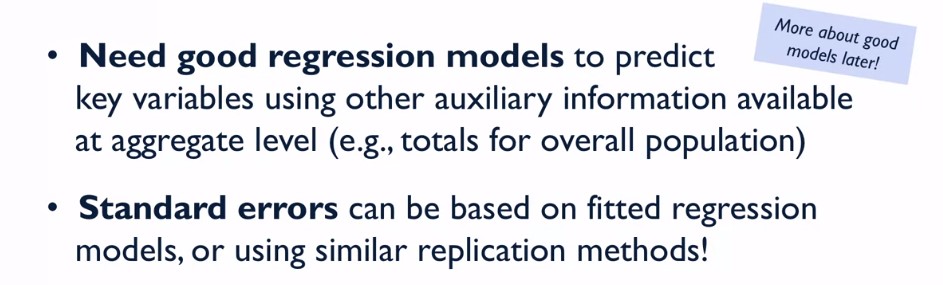 • Need good regression models to predict
key variables using other auxiliary information available
at aggregate level (e.g., totals for overall population)
More about good
models later!
• Standard errors can be based on fitted regression
models, or using similar replication methods!